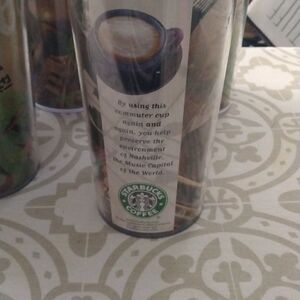 By using this
commuter cup
again and
again, you help
preserve the
environment
of Nashville,
the Music Capital
of the World.
STARBUCKS
COFFEE